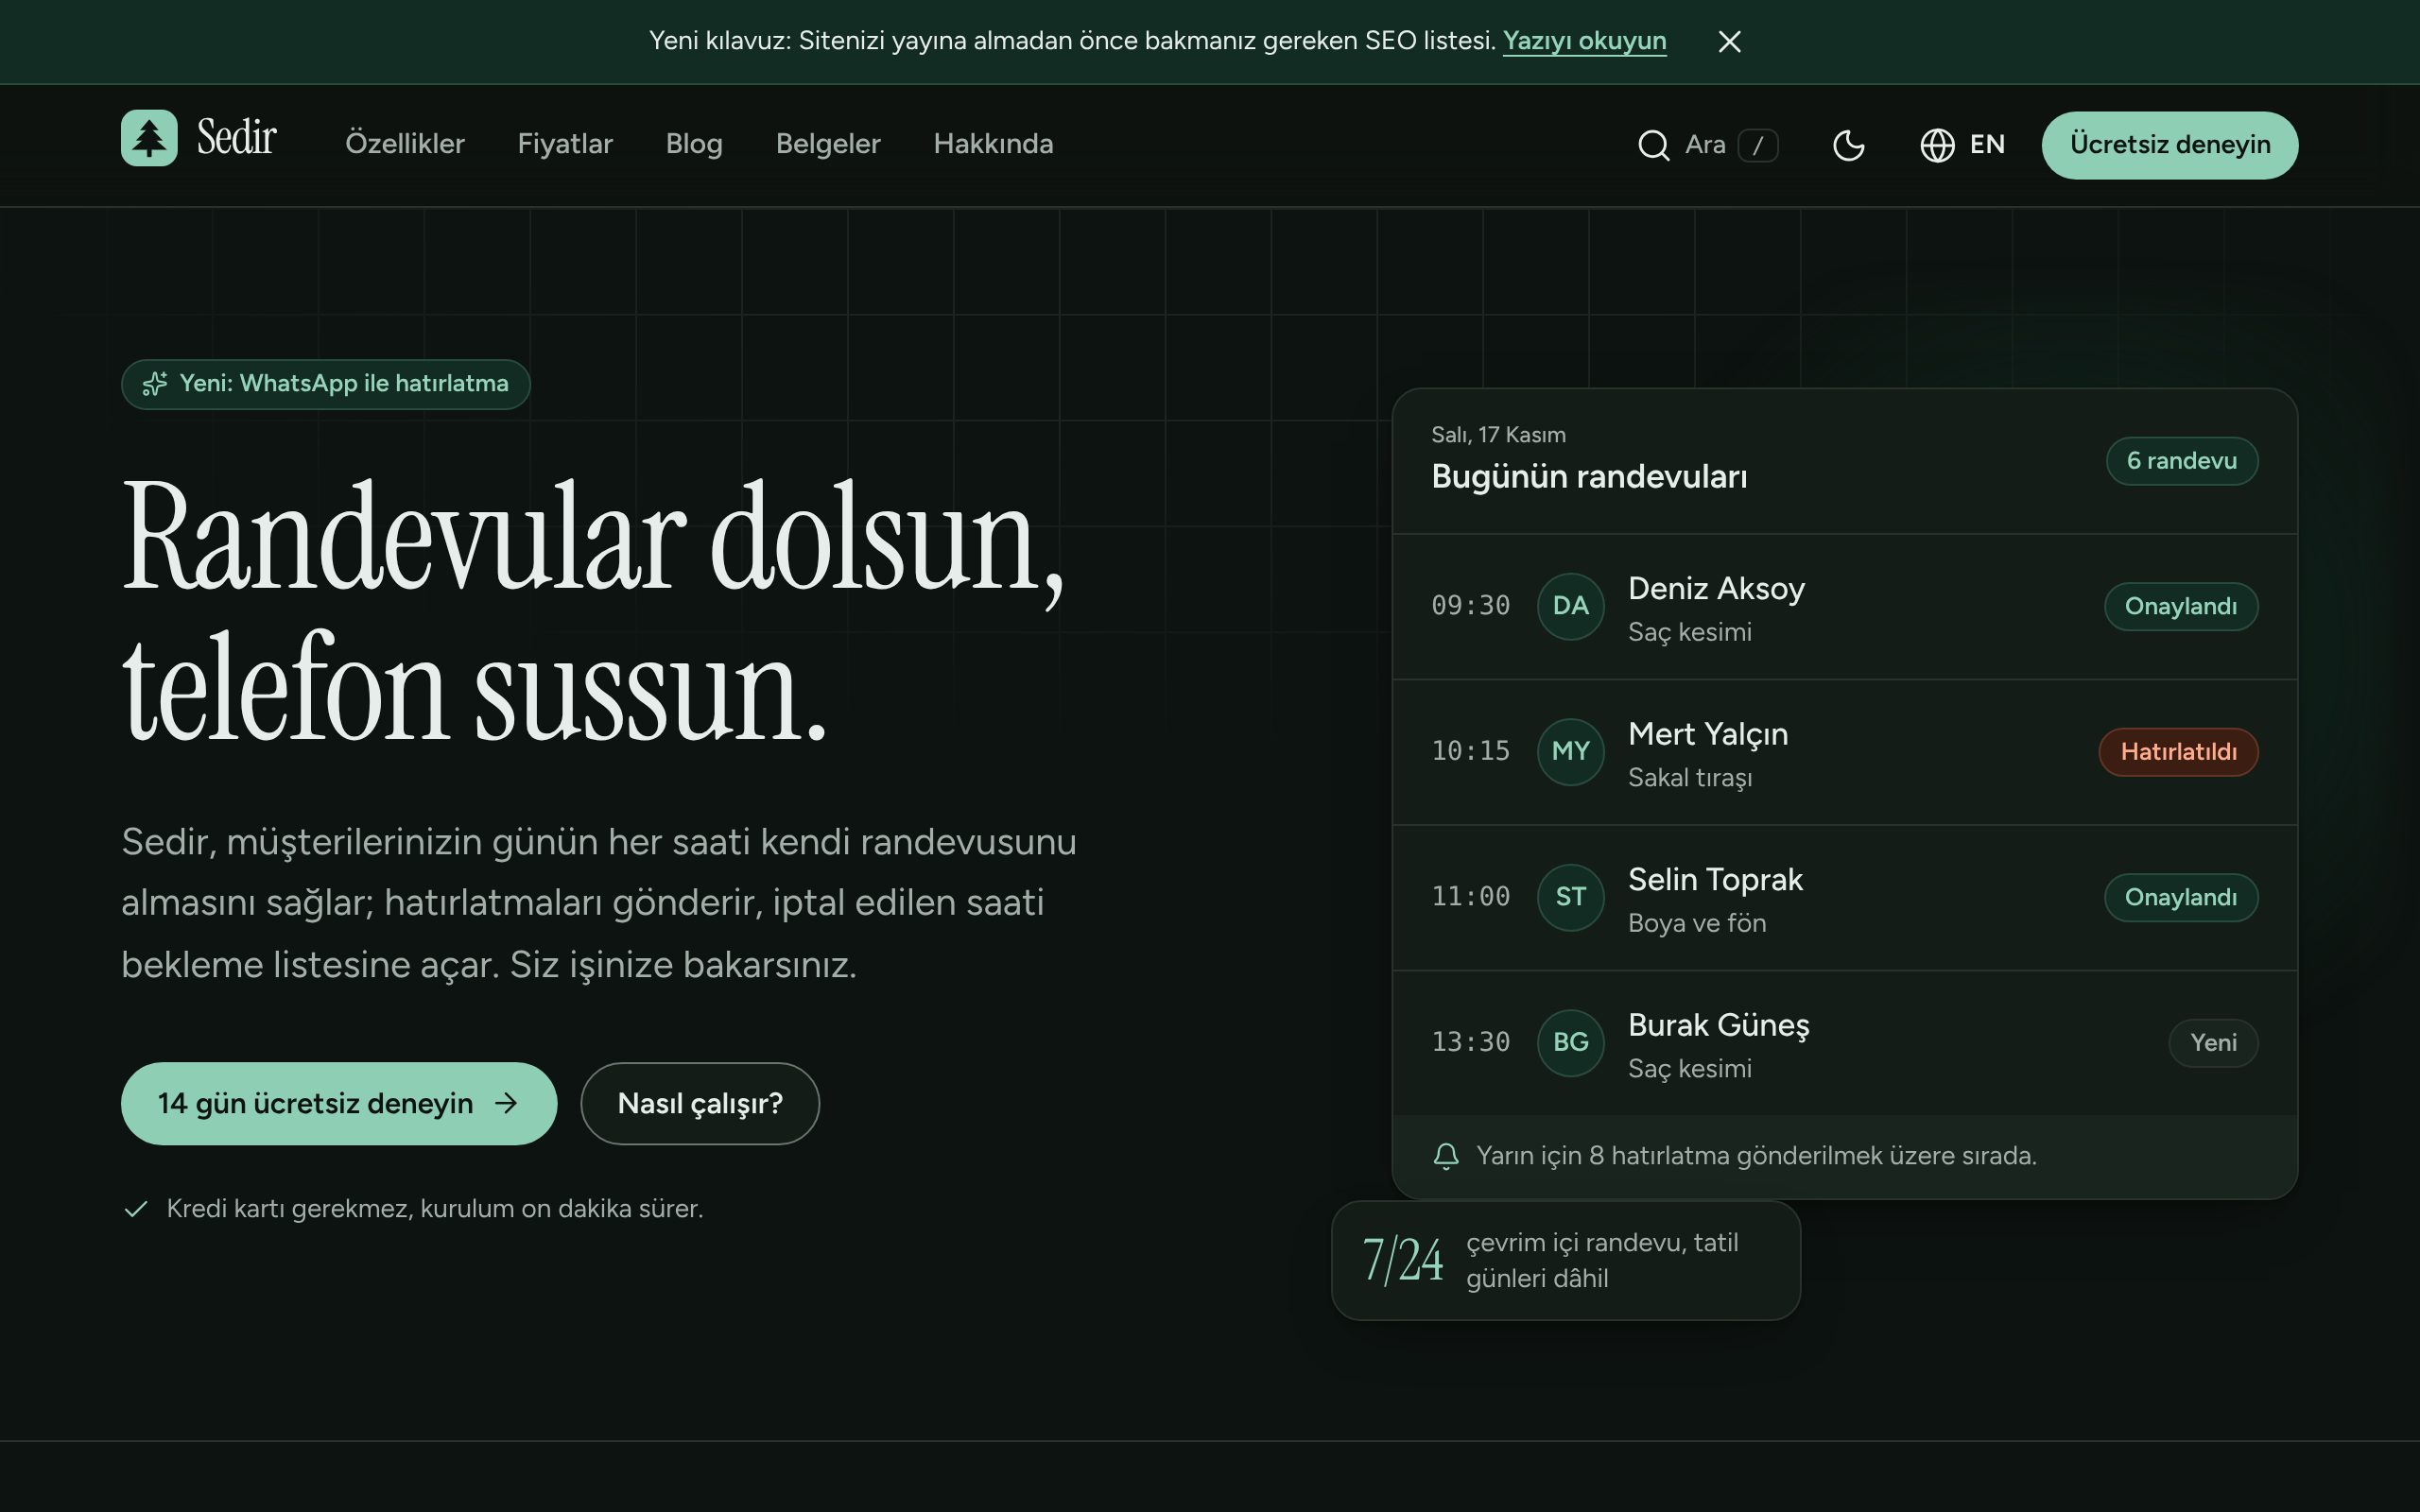 Yeni kılavuz: Sitenizi yayına almadan önce bakmanız gereken SEO listesi. Yazıyı okuyun
Sedir
Özellikler
Fiyatlar
Blog
Belgeler
Hakkında
Ara /
EN
Ücretsiz deneyin
Yeni: WhatsApp ile hatırlatma
Randevular dolsun,
telefon sussun.
Sedir, müşterilerinizin günün her saati kendi randevusunu
almasını sağlar; hatırlatmaları gönderir, iptal edilen saati
bekleme listesine açar. Siz işinize bakarsınız.
14 gün ücretsiz deneyin
Nasıl çalışır?
Kredi kartı gerekmez, kurulum on dakika sürer.
Salı, 17 Kasım
Bugünün randevuları
6 randevu
09:30
DA
Deniz Aksoy
Saç kesimi
Onaylandı
10:15
MY
Mert Yalçın
Sakal tıraşı
Hatırlatıldı
11:00
ST
Selin Toprak
Boya ve fön
Onaylandı
13:30
BG
Burak Güneş
Saç kesimi
Yeni
Yarın için 8 hatırlatma gönderilmek üzere sırada.
7/24
çevrim içi randevu, tatil
günleri dâhil